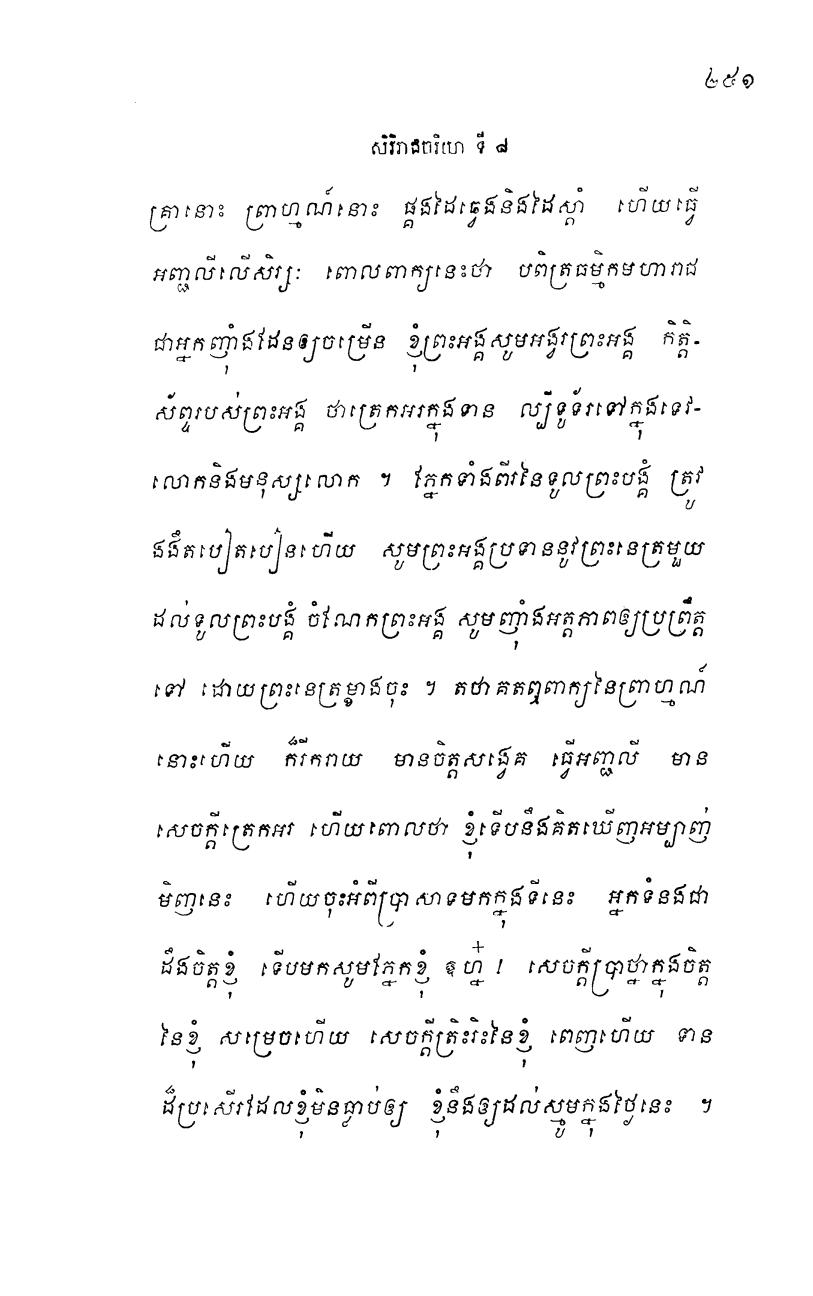 ២៥១
សិវិរាជចរិយា ទី ៨
គ្រានោះ ព្រាហ្មណ៍នោះ ផ្គងដៃឆ្វេងនិងដៃស្តាំ ហើយធ្វើ
អញ្ជលីលើសិរ្សៈ ពោលពាក្យនេះថា បពិត្រធម្មិកមហារាជ
ជាអ្នកញុំាងដែនឲ្យចម្រើន ខ្ញុំព្រះអង្គសូមអង្វរព្រះអង្គ កិត្តិ-
ស័ព្ទរបស់ព្រះអង្គ ថាត្រេកអរក្នុងទាន ល្បីទូទ័រទៅក្នុងទេវ-
លោកនិងមនុស្សលោក ។ ភ្នែកទាំងពីរនៃទូលព្រះបង្គំ ត្រូវ
ងងឹតបៀតបៀនហើយ សូមព្រះអង្គប្រទាននូវព្រះនេត្រមួយ
ដល់ទូលព្រះបង្គំ ចំណែកព្រះអង្គ សូមញុំាងអត្តភាពឲ្យប្រព្រឹត្ត
ទៅ ដោយព្រះនេត្រម្ខាងចុះ ។ តថាគតឮពាក្យនៃព្រាហ្មណ៍
នោះហើយ ក៏រីករាយ មានចិត្តសង្វេគ ធ្វើអញ្ជលី មាន
សេចក្តីត្រេកអរ ហើយពោលថា ខ្ញុំទើបនឹងគិតឃើញអម្បាញ់
មិញនេះ ហើយចុះអំពីប្រាសាទមកក្នុងទីនេះ អ្នកទំនងជា
ដឹងចិត្តខ្ញុំ ទើបមកសូមភ្នែកខ្ញុំ ឱហ្ន៎ ! សេចក្តីប្រាថ្នាក្នុងចិត្ត
នៃខ្ញុំ សម្រេចហើយ សេចក្តីត្រិះរិះនៃខ្ញុំ ពេញហើយ ទាន
ដ៏ប្រសើរដែលខ្ញុំមិនធ្លាប់ឲ្យ ខ្ញុំនឹងឲ្យដល់ស្មូមក្នុងថ្ងៃនេះ ។